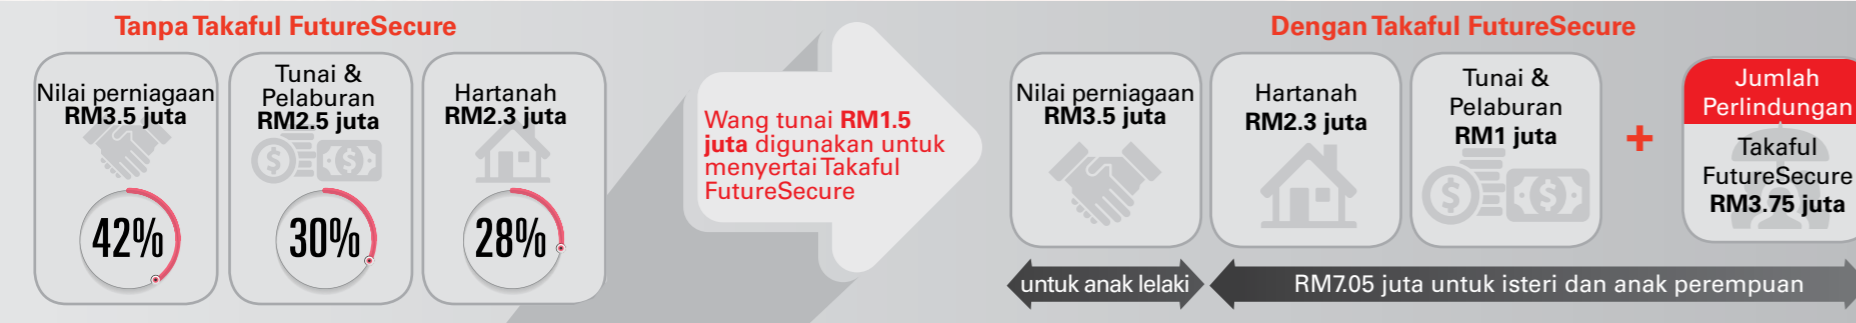 Tanpa Takaful FutureSecure
Nilai perniagaan
RM3.5 juta
42%
Tunai &
Pelaburan
RM2.5 juta
30%
Hartanah
RM2.3 juta
28%
Wang tunai RM1.5
juta digunakan untuk
menyertai Takaful
FutureSecure
Dengan Takaful FutureSecure
Nilai perniagaan
RM3.5 juta
Hartanah
RM2.3 juta
Tunai &
Pelaburan
RM1 juta
+
Jumlah
Perlindungan
Takaful
FutureSecure
RM3.75 juta
untuk anak lelaki
RM7.05 juta untuk isteri dan anak perempuan